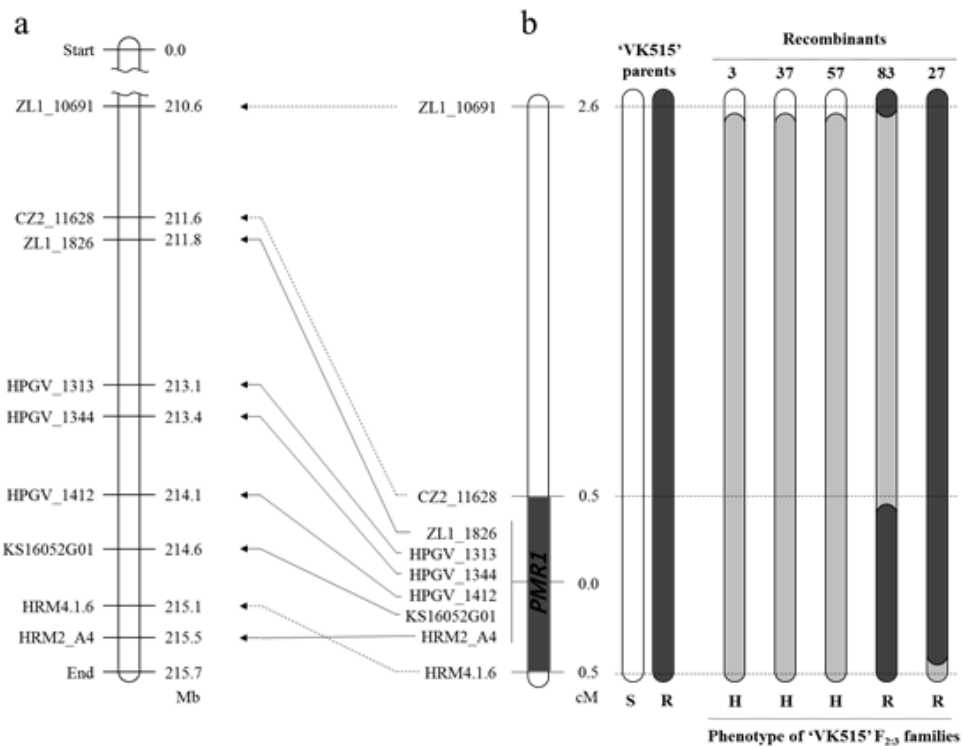 a
b
Start 0.0
ZL1_10691 210.6
CZ2_11628 211.6
ZL1_1826 211.8
HPGV_1313 213.1
HPGV_1344 213.4
HPGV_1412 214.1
KS16052G01 214.6
HRM4.1.6 215.1
HRM2_A4 215.5
End 215.7
Mb
ZL1_10691
CZ2_11628
ZL1_1826
HPGV_1313
HPGV_1344
HPGV_1412
KS16052G01
HRM2_A4
HRM4.1.6
PMR1
2.6
0.5
0.0
0.5
cM
'VK515'
parents
Recombinants
3 37 57 83 27
S R H H H R R
Phenotype of 'VK515' F2:3 families